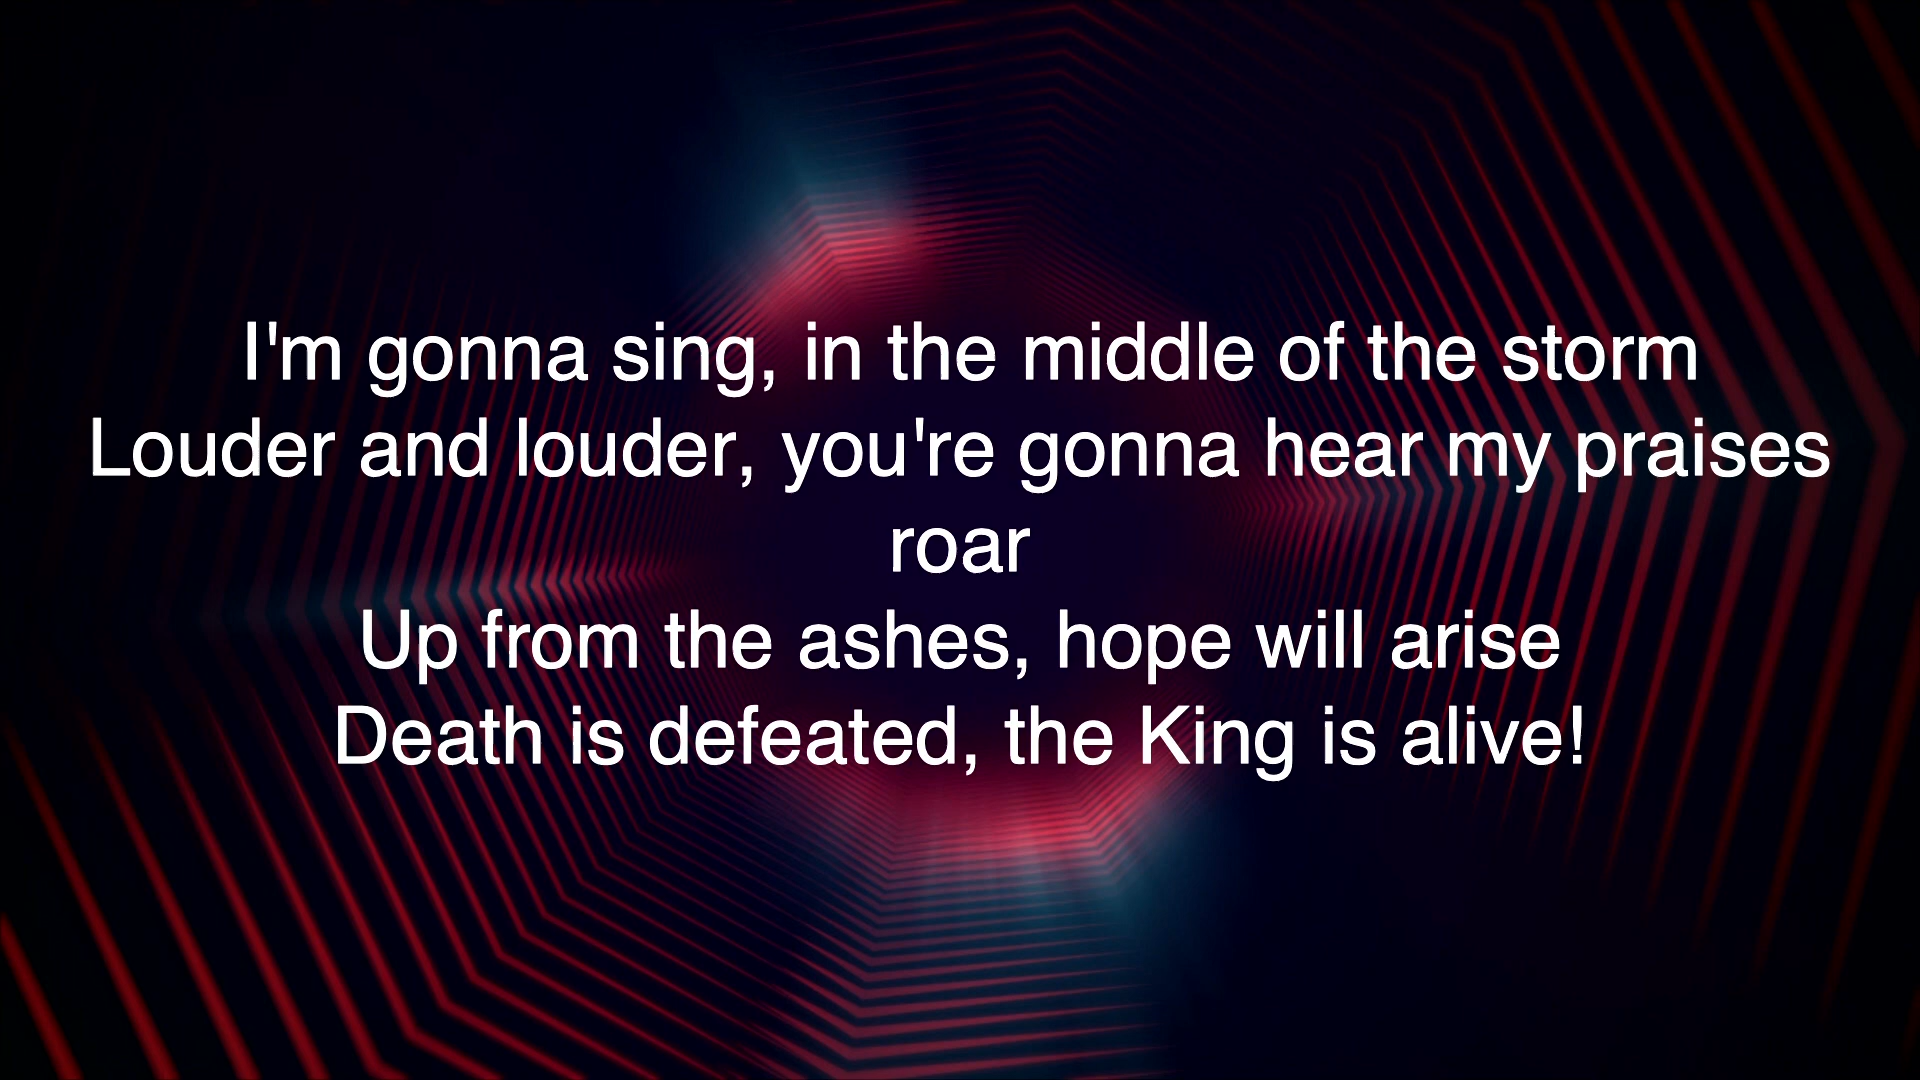 I'm gonna sing, in the middle of the storm
Louder and louder, you're gonna hear my praises
roar
Up from the ashes, hope will arise
Death is defeated, the King is alive!